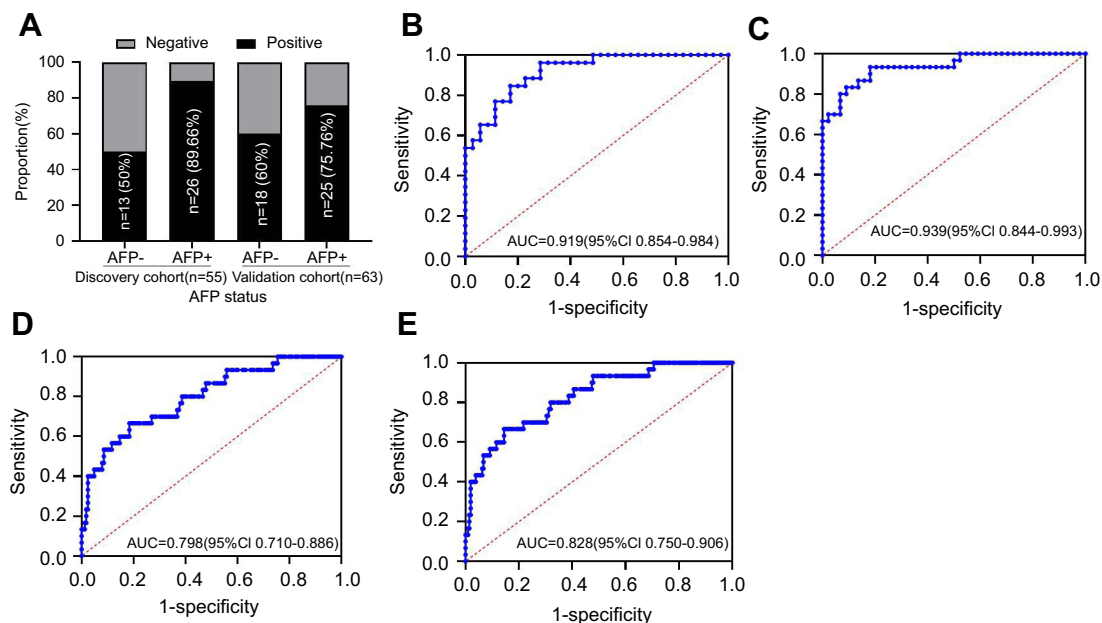 A
Negative Positive
Proportion(%)
100
80
60
40
20
0
n=13 (50%)
n=26 (89.66%)
n=18 (60%)
n=25 (75.76%)
AFP- AFP+ AFP- AFP+
Discovery cohort(n=55) Validation cohort(n=63)
AFP status
B
Sensitivity
1.0
0.8
0.6
0.4
0.2
0.0
AUC=0.919(95%CI 0.854-0.984)
0.0 0.2 0.4 0.6 0.8 1.0
1-specificity
C
Sensitivity
1.0
0.8
0.6
0.4
0.2
0.0
AUC=0.939(95%CI 0.844-0.993)
0.0 0.2 0.4 0.6 0.8 1.0
1-specificity
D
Sensitivity
1.0
0.8
0.6
0.4
0.2
0.0
AUC=0.798(95%CI 0.710-0.886)
0.0 0.2 0.4 0.6 0.8 1.0
1-specificity
E
Sensitivity
1.0
0.8
0.6
0.4
0.2
0.0
AUC=0.828(95%CI 0.750-0.906)
0.0 0.2 0.4 0.6 0.8 1.0
1-specificity